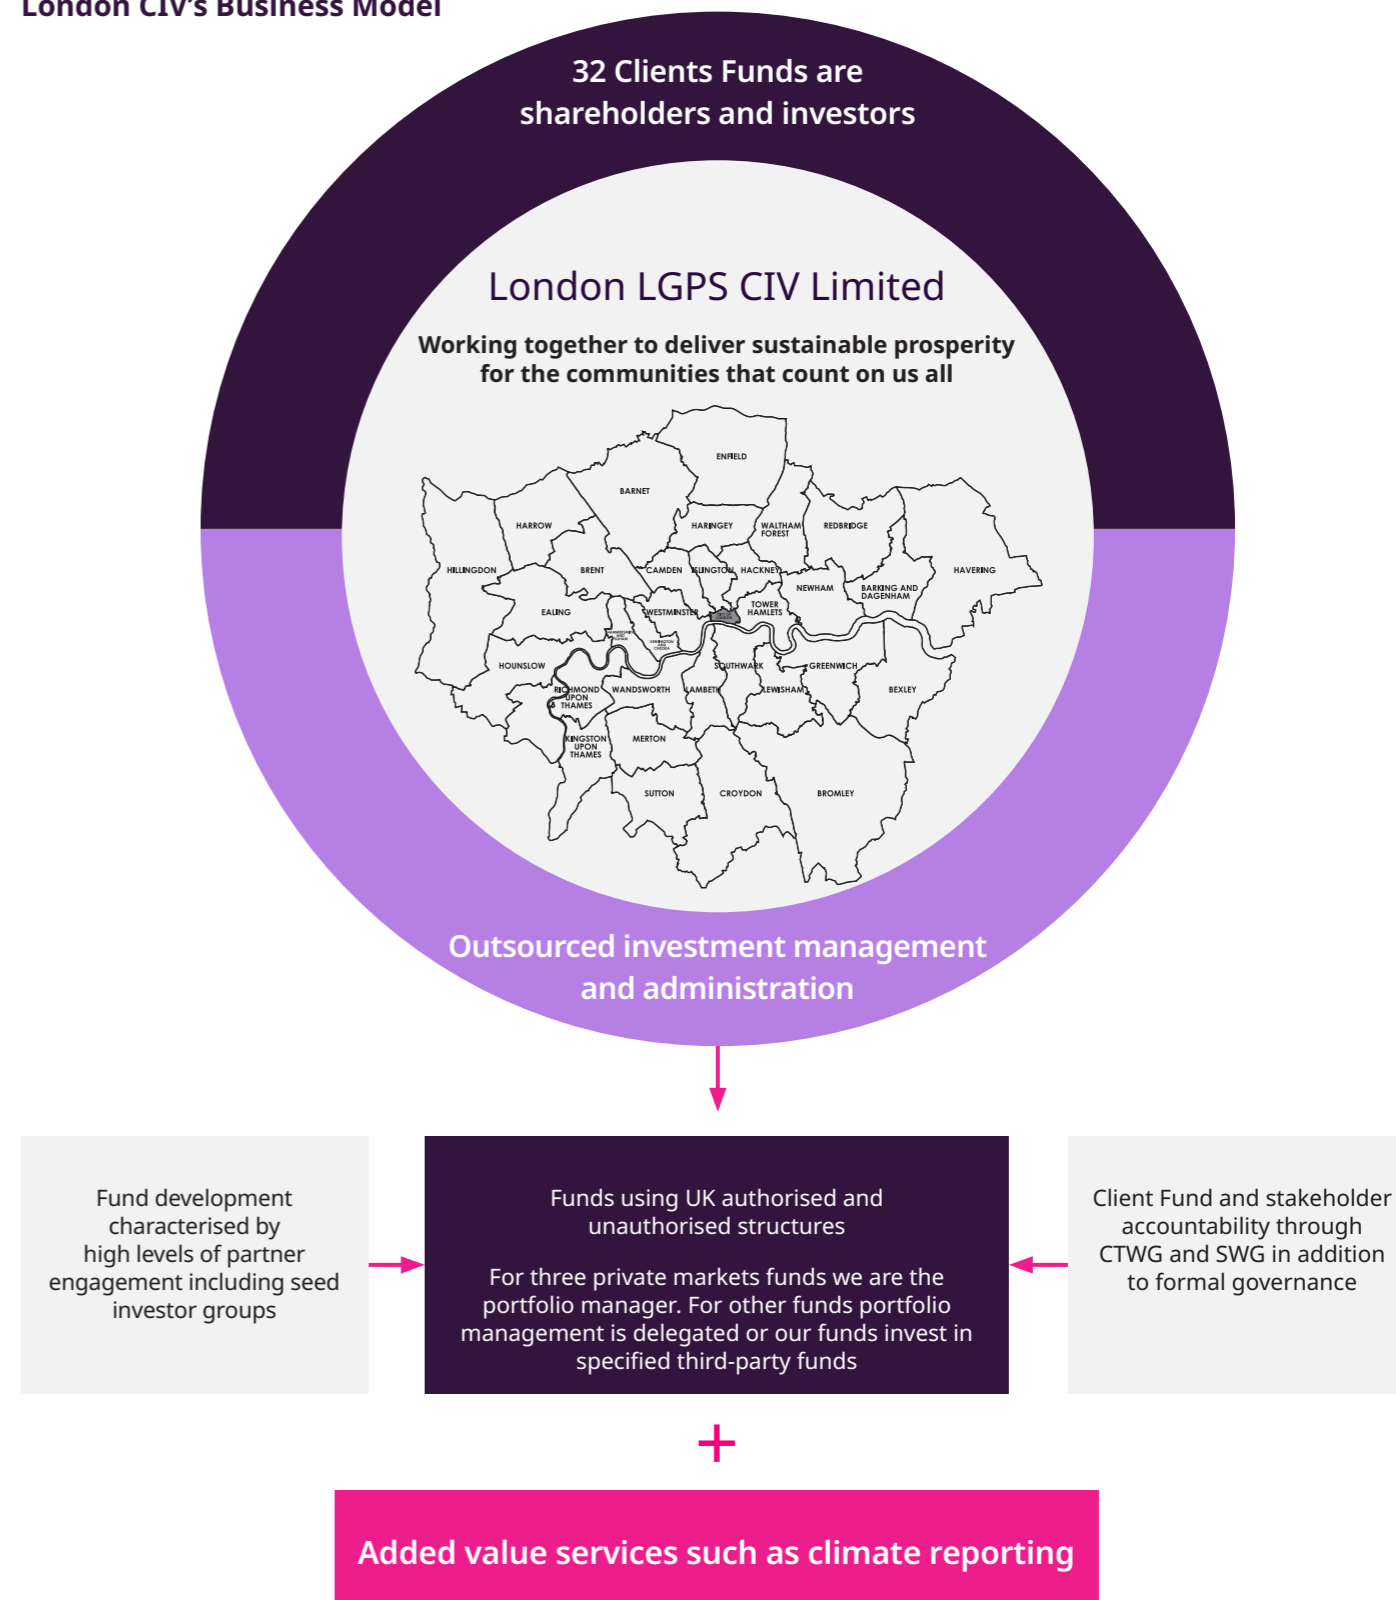 London CIV's Business Model
32 Clients Funds are
shareholders and investors
London LGPS CIV Limited
Working together to deliver sustainable prosperity
for the communities that count on us all
ENFIELD
BARNET
HARROW
HARINGEY
WALTHAM
FOREST
REDBRIDGE
HILLINGDON
BRENT
CAMDEN
ISLINGTON
HACKNEY
HAVERING
NEWHAM
BARKING AND
DAGENHAM
EALING
WESTMINSTER
TOWER
HAMLETS
KENSINGTON
AND
CHELSEA
HOUNSLOW
SOUTHWARK
GREENWICH
RICHMOND
UPON
THAMES
WANDSWORTH
LAMBETH
LEWISHAM
BEXLEY
KINGSTON
UPON
THAMES
MERTON
SUTTON
CROYDON
BROMLEY
Outsourced investment management
and administration
Fund development
characterised by
high levels of partner
engagement including seed
investor groups
Funds using UK authorised and
unauthorised structures
For three private markets funds we are the
portfolio manager. For other funds portfolio
management is delegated or our funds invest in
specified third-party funds
Client Fund and stakeholder
accountability through
CTWG and SWG in addition
to formal governance
+
Added value services such as climate reporting